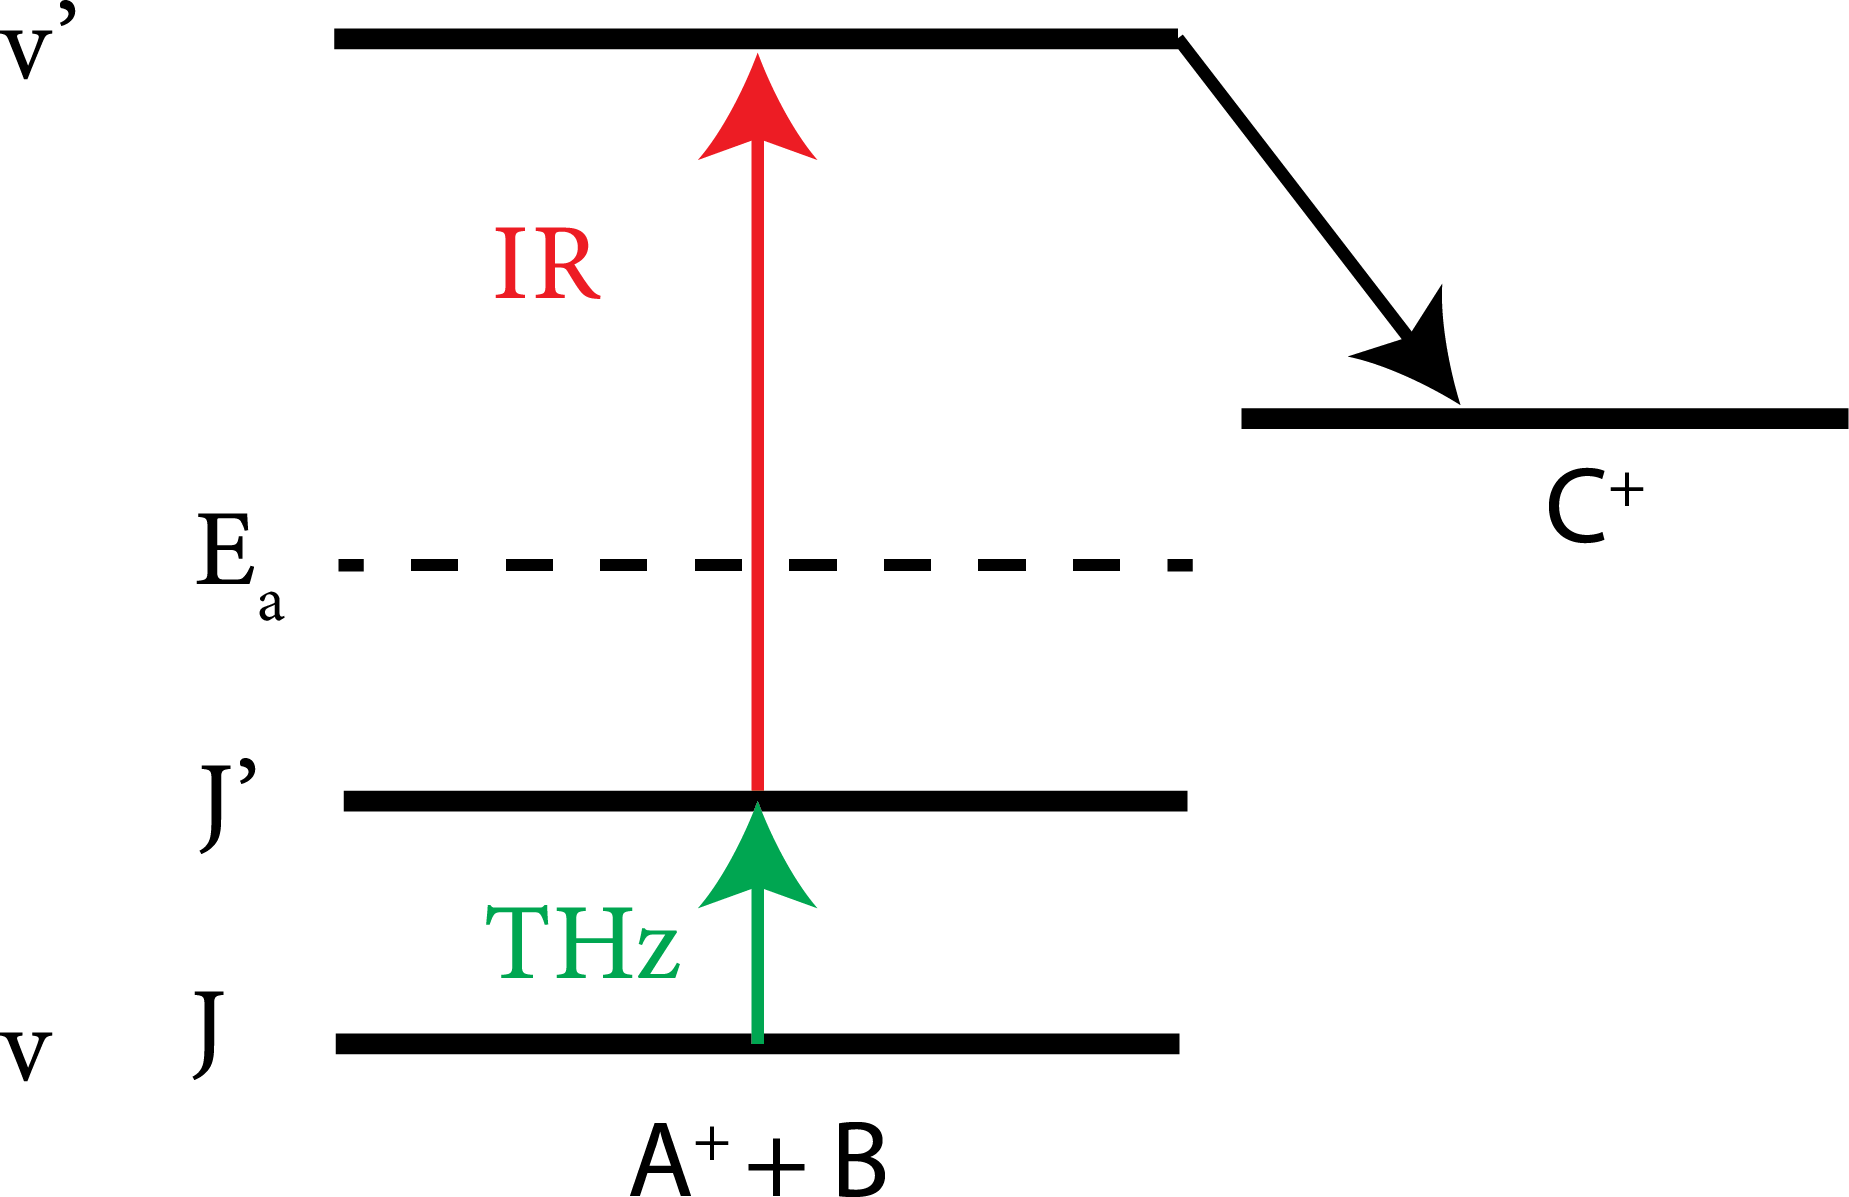 v’
IR
Eₐ
C⁺
J’
THz
J
v
A⁺ + B